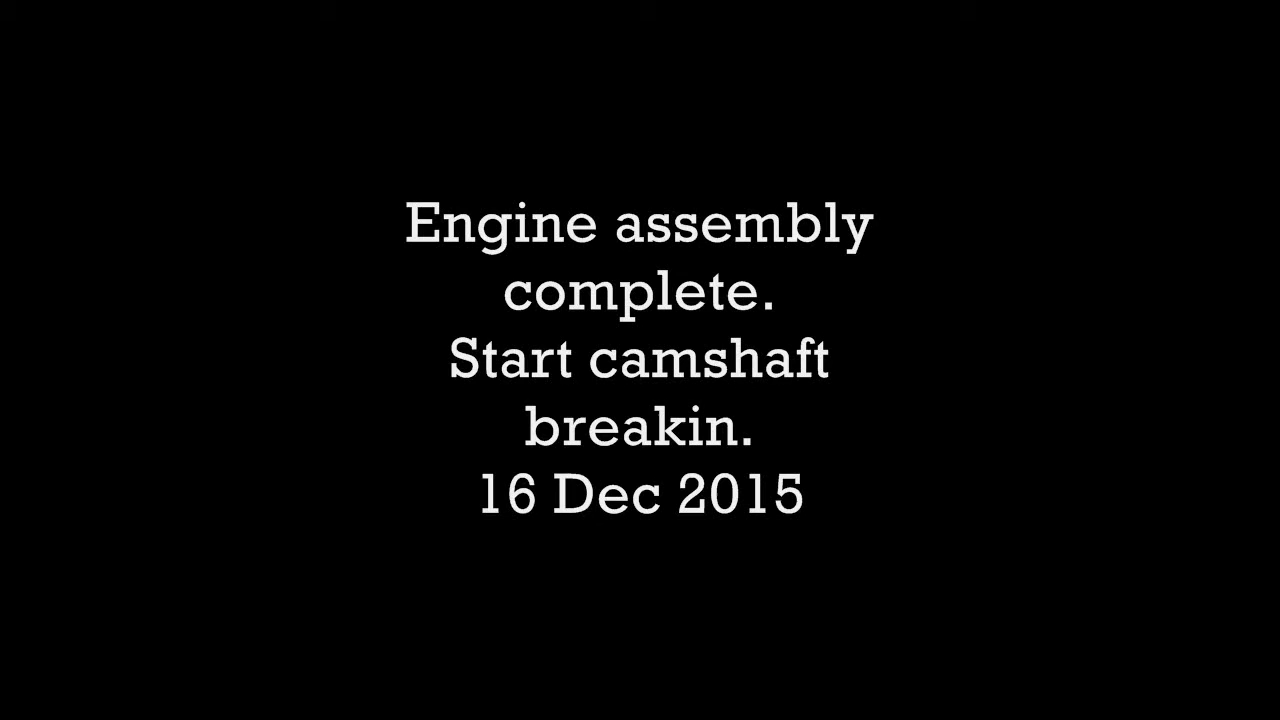 Engine assembly
complete.
Start camshaft
breakin.
16 Dec 2015